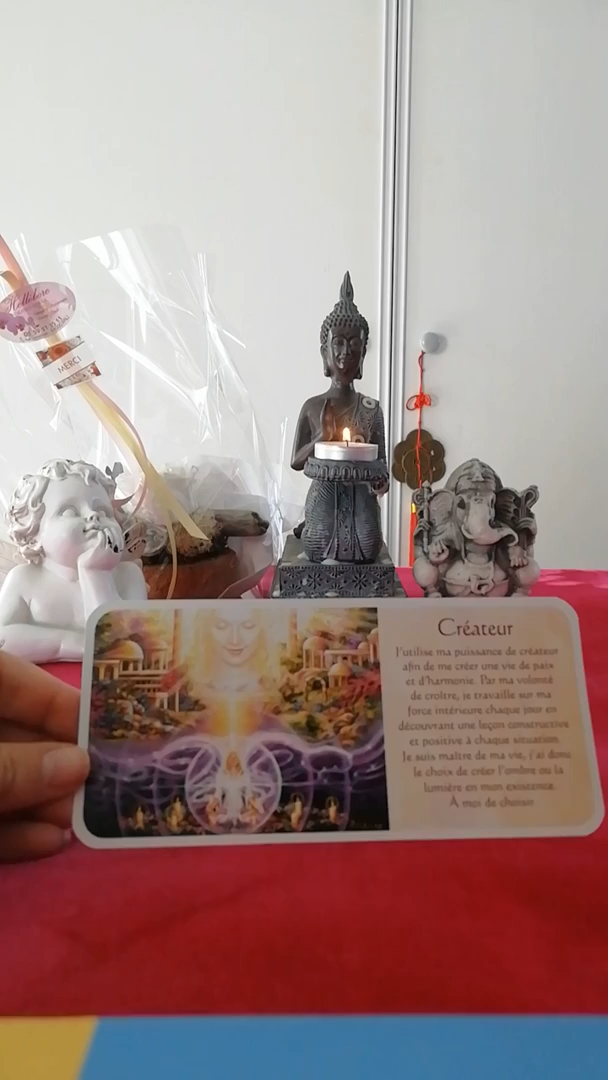 Hellébore
MERCI
Créateur
J'utilise ma puissance de créateur
afin de me créer une vie de paix
et d'harmonie. Par ma volonté
de croître, je travaille sur ma
force intérieure chaque jour en
découvrant une leçon constructive
et positive à chaque situation.
Je suis maître de ma vie, j'ai donc
le choix de créer l'ombre ou la
lumière en mon existence.
À moi de choisir